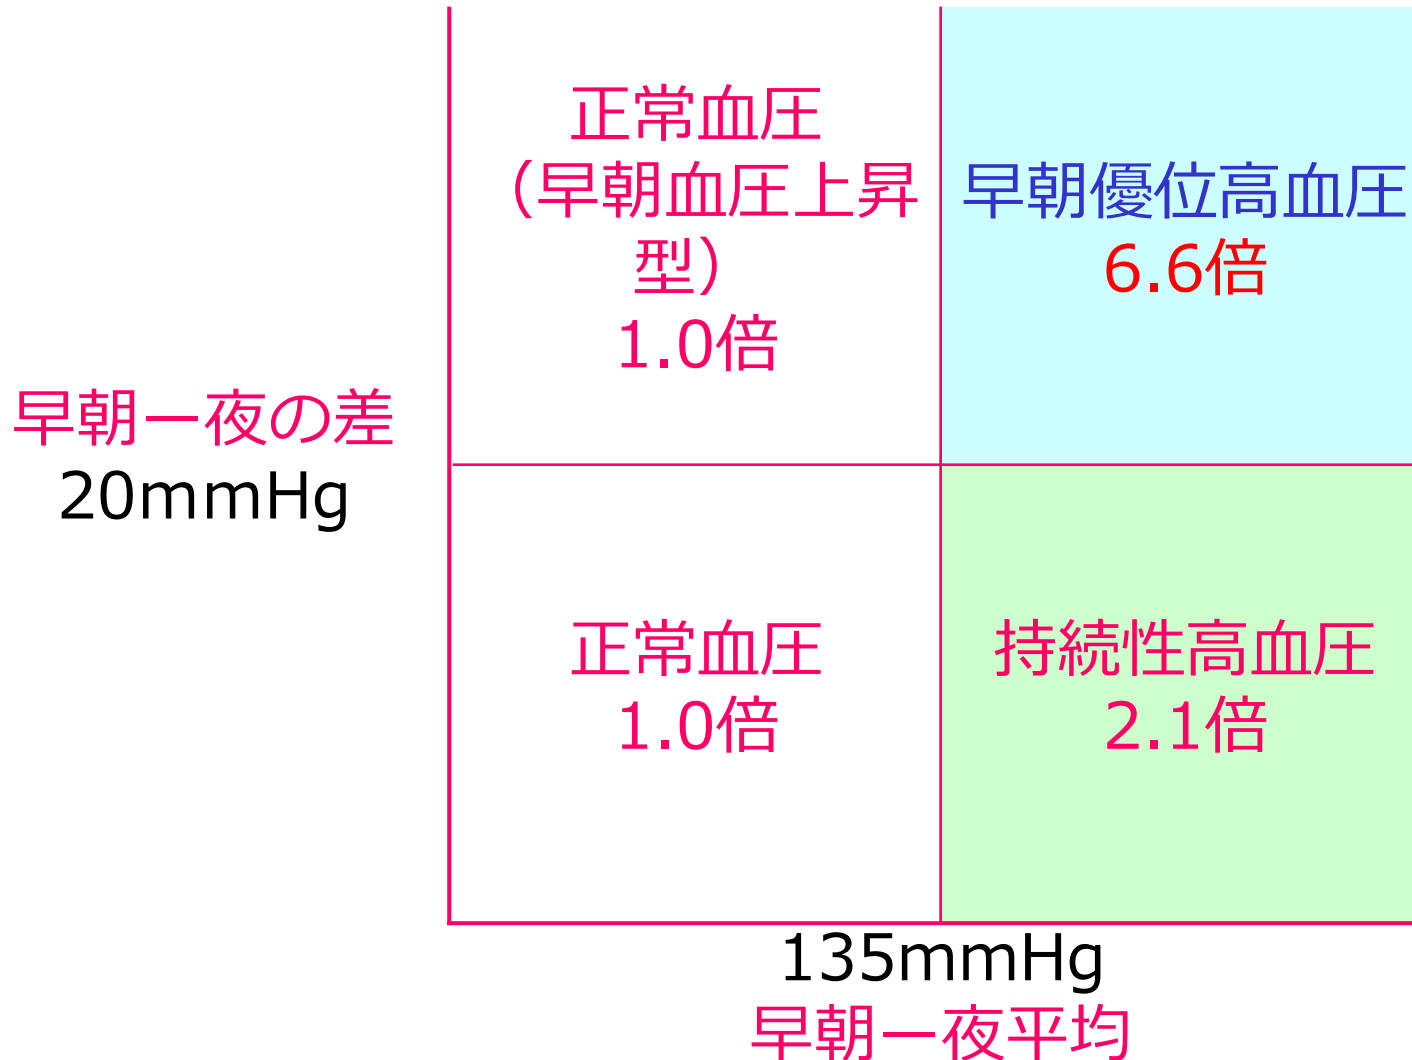 正常血圧
（早朝血圧上昇
型）
1.0倍
早朝優位高血圧
6.6倍
早朝ー夜の差
20mmHg
正常血圧
1.0倍
持続性高血圧
2.1倍
135mmHg
早朝ー夜平均